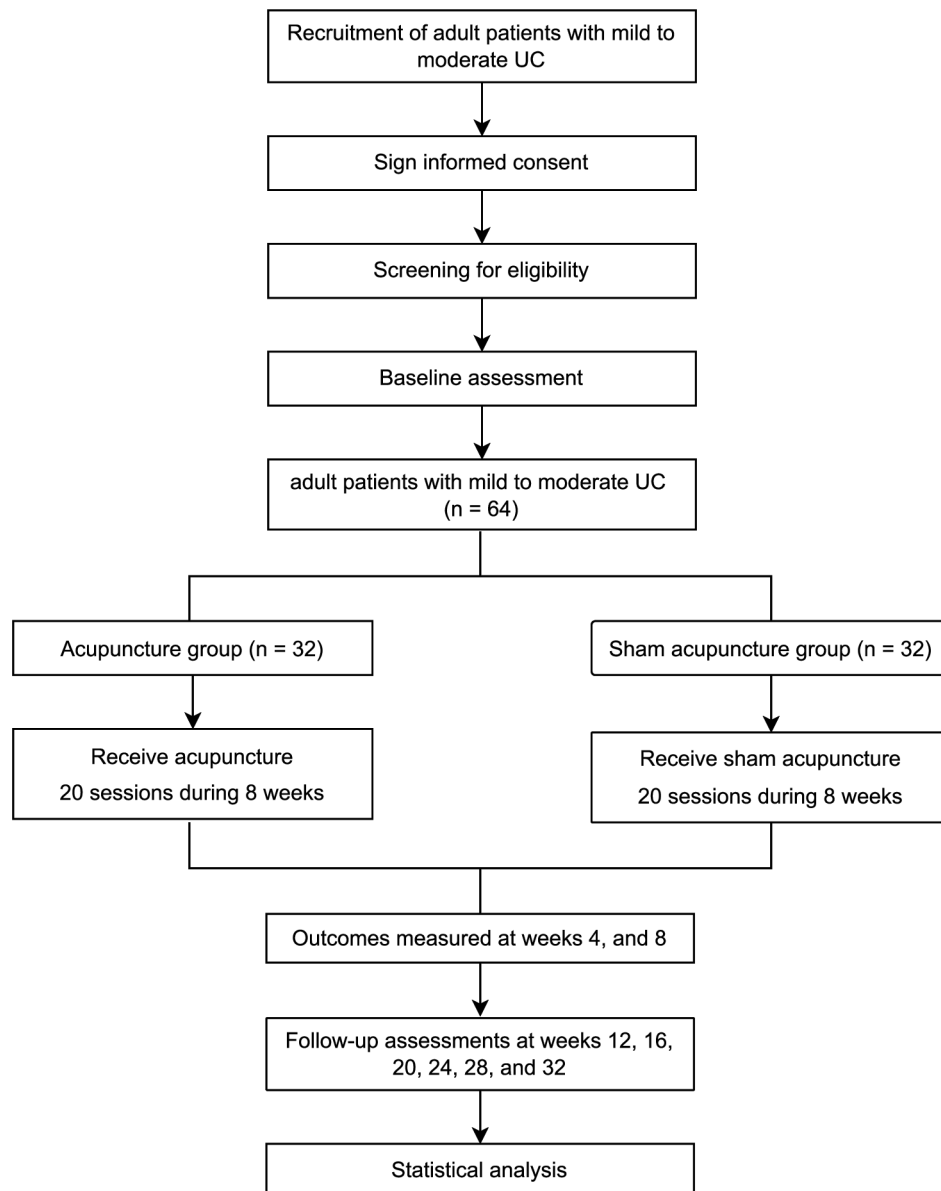 Recruitment of adult patients with mild to
moderate UC
Sign informed consent
Screening for eligibility
Baseline assessment
adult patients with mild to moderate UC
(n = 64)
Acupuncture group (n = 32)
Sham acupuncture group (n = 32)
Receive acupuncture
20 sessions during 8 weeks
Receive sham acupuncture
20 sessions during 8 weeks
Outcomes measured at weeks 4, and 8
Follow-up assessments at weeks 12, 16,
20, 24, 28, and 32
Statistical analysis